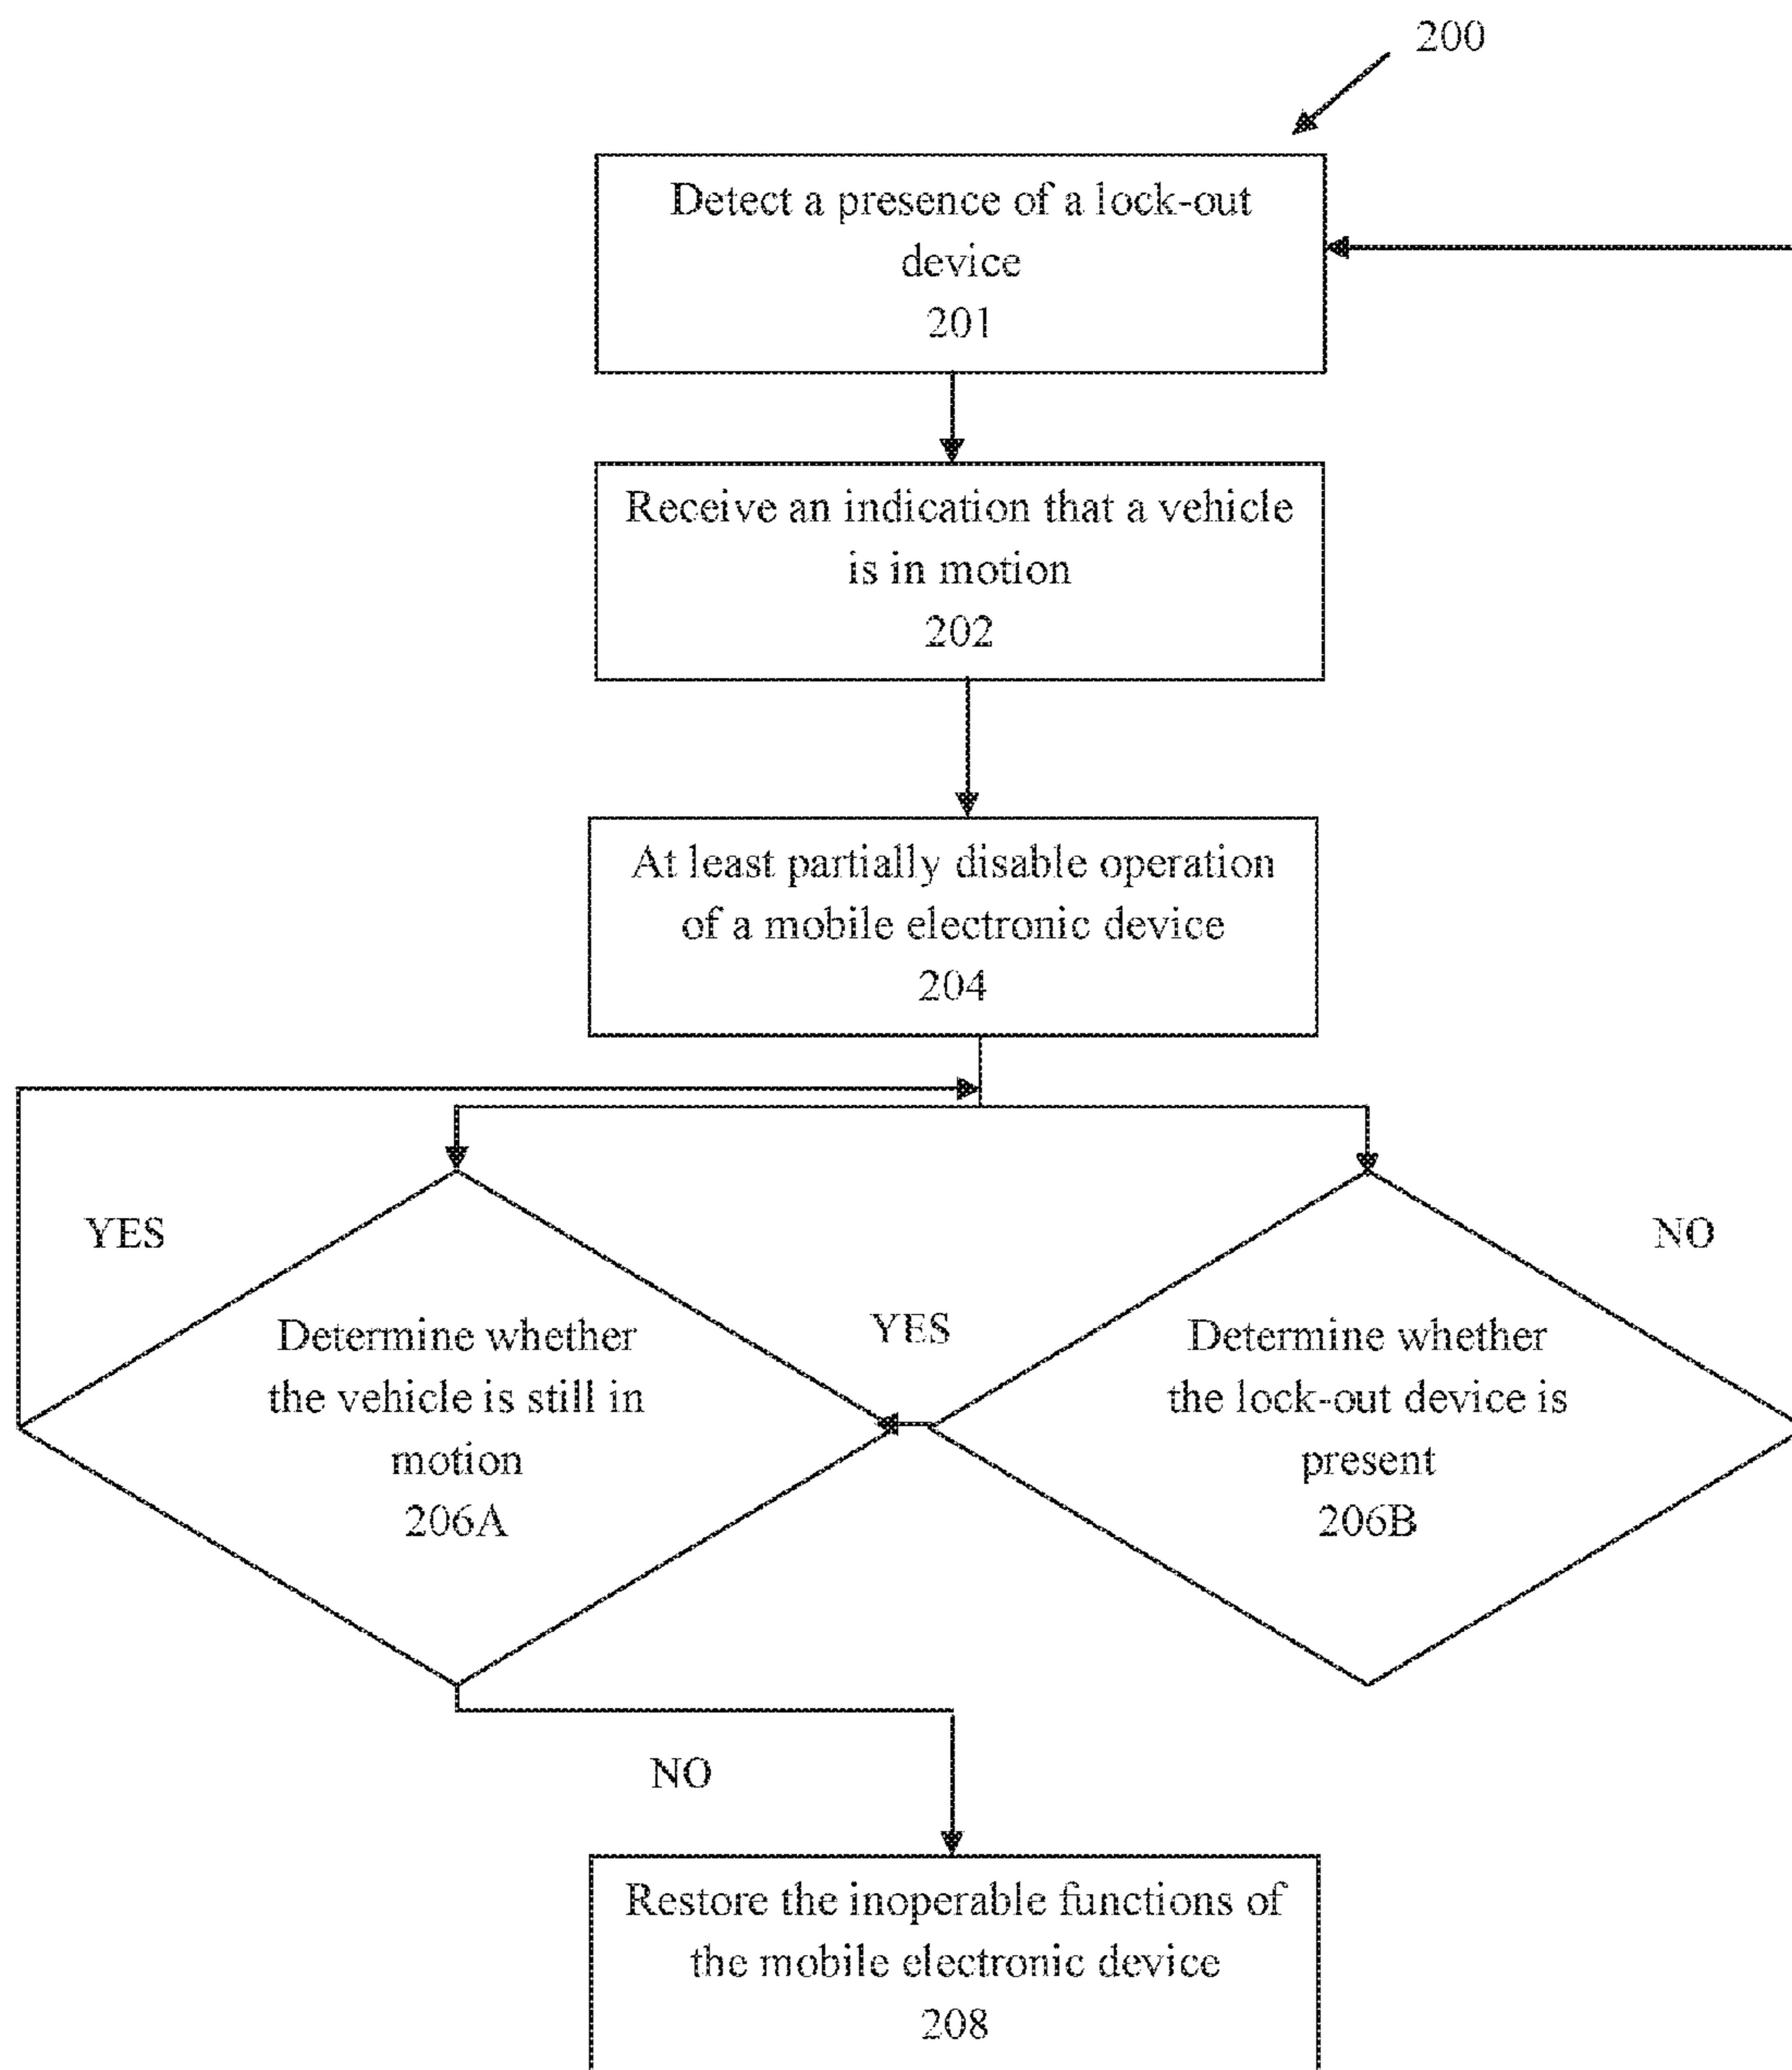 200
Detect a presence of a lock-out
device
201
Receive an indication that a vehicle
is in motion
202
At least partially disable operation
of a mobile electronic device
204
YES
NO
YES
Determine whether
the vehicle is still in
motion
206A
Determine whether
the lock-out device is
present
206B
NO
Restore the inoperable functions of
the mobile electronic device
208